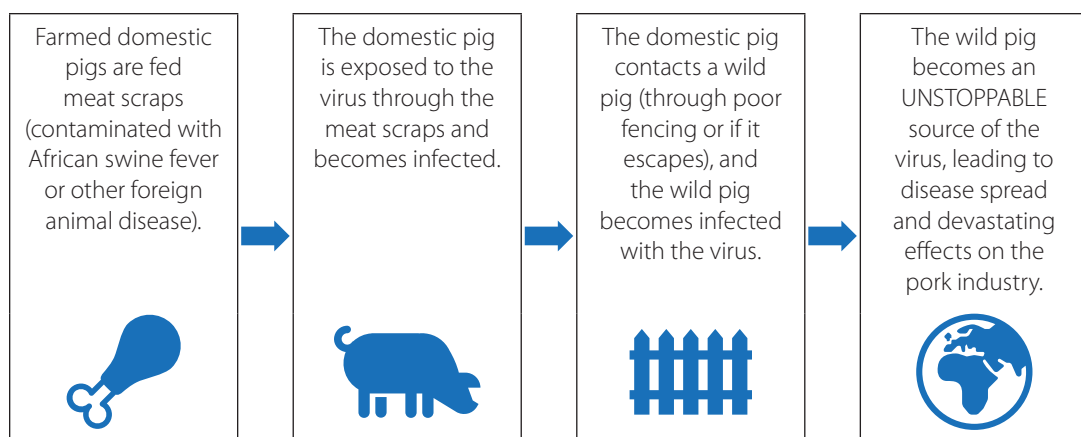 Farmed domestic
pigs are fed
meat scraps
(contaminated with
African swine fever
or other foreign
animal disease).
The domestic pig
is exposed to the
virus through the
meat scraps and
becomes infected.
The domestic pig
contacts a wild
pig (through poor
fencing or if it
escapes), and
the wild pig
becomes infected
with the virus.
The wild pig
becomes an
UNSTOPPABLE
source of the
virus, leading to
disease spread
and devastating
effects on the
pork industry.